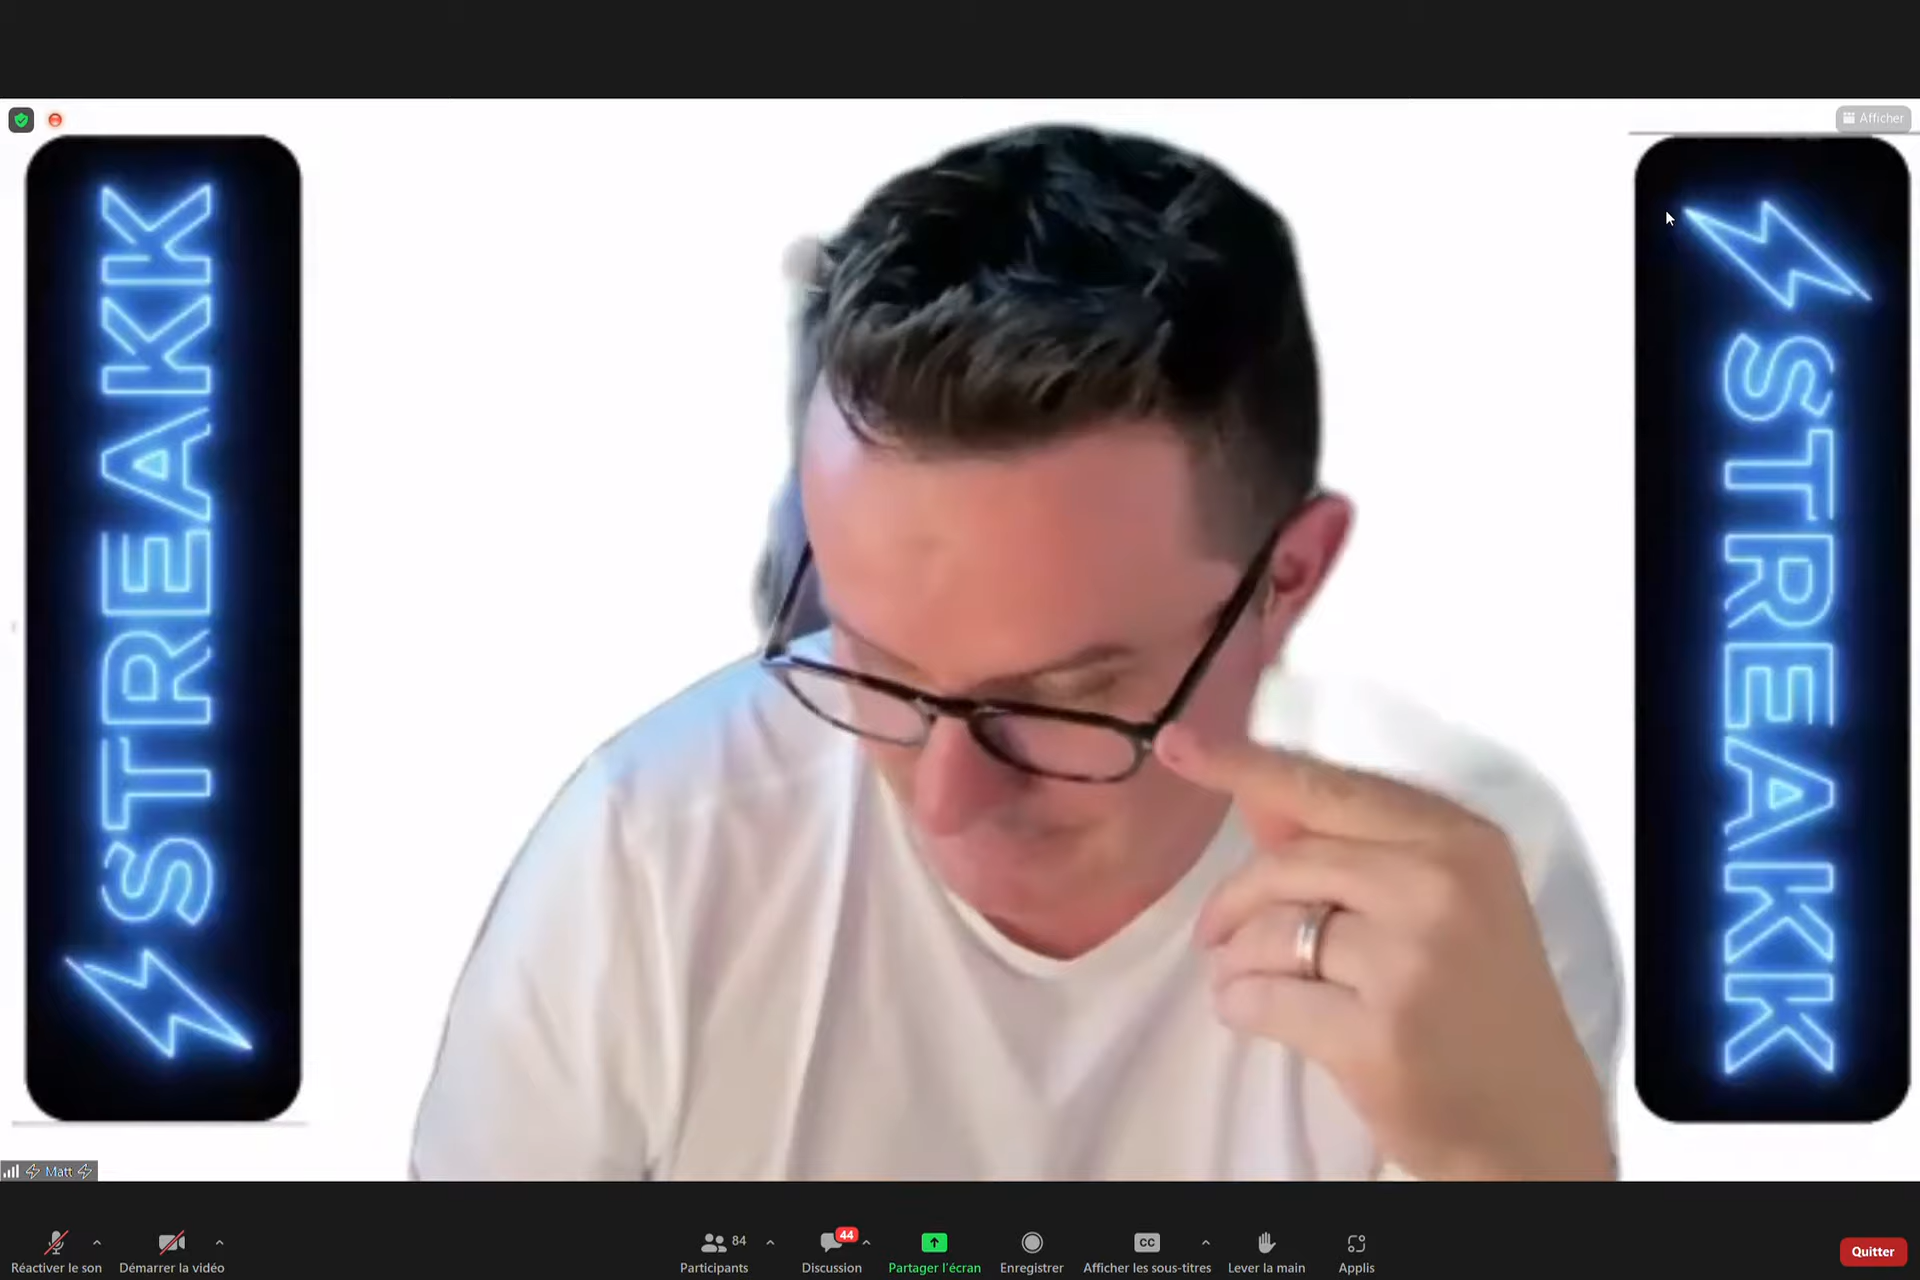 Afficher
STREAKK
STREAKK
Matt
Réactiver le son
Démarrer la vidéo
84
Participants
44
Discussion
Partager l'écran
Enregistrer
CC
Afficher les sous-titres
Lever la main
Applis
Quitter